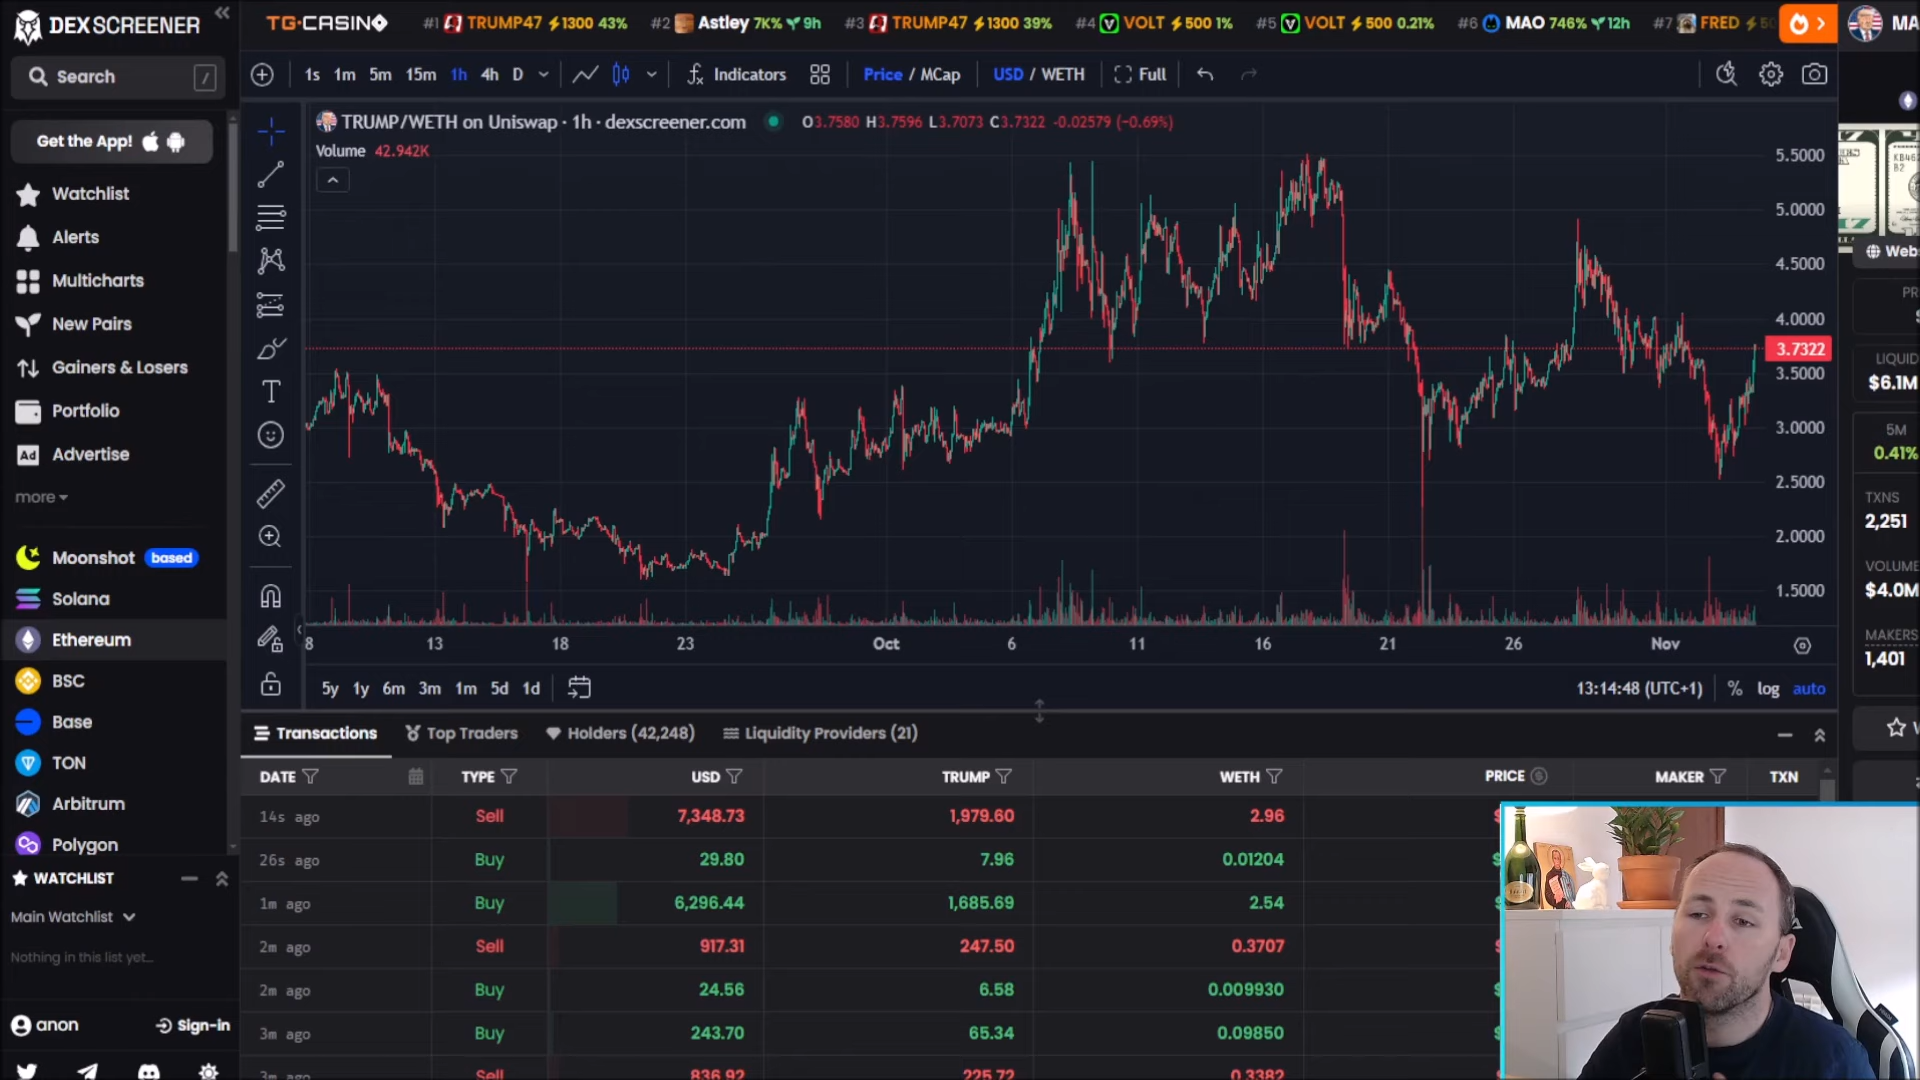 DEX SCREENER
TG·CASINO
#1 TRUMP47 1300 43%
#2 Astley 7K% 9h
#3 TRUMP47 1300 39%
#4 VOLT 500 1%
#5 VOLT 500 0.21%
#6 MAO 746% 12h
#7 FRED
Search /
1s 1m 5m 15m 1h 4h D
Indicators
Price / MCap
USD / WETH
Full
Get the App!
Watchlist
Alerts
Multicharts
New Pairs
Gainers & Losers
Portfolio
Ad Advertise
more
Moonshot based
Solana
Ethereum
BSC
Base
TON
Arbitrum
Polygon
WATCHLIST
Main Watchlist
Nothing in this list yet...
anon Sign-in
TRUMP/WETH on Uniswap · 1h · dexscreener.com
O3.7580 H3.7596 L3.7073 C3.7322 -0.02579 (-0.69%)
Volume 42.942K
5.5000
5.0000
4.5000
4.0000
3.7322
3.5000
3.0000
2.5000
2.0000
1.5000
8 13 18 23 Oct 6 11 16 21 26 Nov
5y 1y 6m 3m 1m 5d 1d
13:14:48 (UTC+1) % log auto
Transactions
Top Traders
Holders (42,248)
Liquidity Providers (21)
DATE TYPE USD TRUMP WETH PRICE MAKER TXN
14s ago Sell 7,348.73 1,979.60 2.96
26s ago Buy 29.80 7.96 0.01204
1m ago Buy 6,296.44 1,685.69 2.54
2m ago Sell 917.31 247.50 0.3707
2m ago Buy 24.56 6.58 0.009930
3m ago Buy 243.70 65.34 0.09850
3m ago Sell 836.92 225.72 0.3382
$6.1M
5M
0.41%
TXNS
2,251
VOLUME
$4.0M
MAKERS
1,401